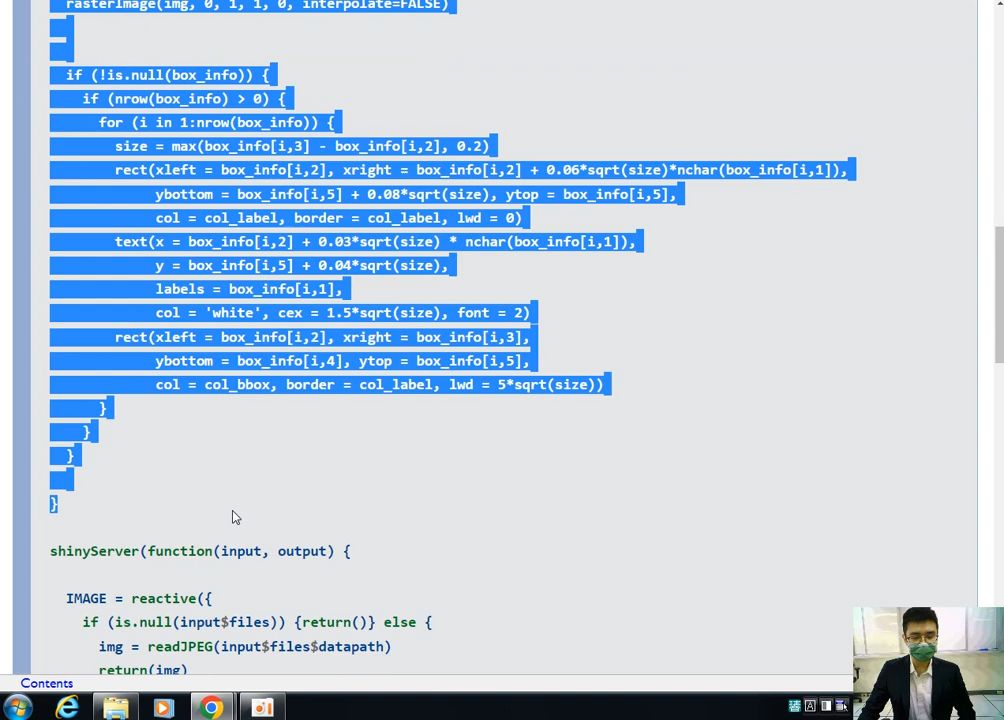 rasterImage(img, 0, 1, 1, 0, interpolate=FALSE)
if (!is.null(box_info)) {
if (nrow(box_info) > 0) {
for (i in 1:nrow(box_info)) {
size = max(box_info[i,3] - box_info[i,2], 0.2)
rect(xleft = box_info[i,2], xright = box_info[i,2] + 0.06*sqrt(size)*nchar(box_info[i,1]),
ybottom = box_info[i,5] + 0.08*sqrt(size), ytop = box_info[i,5],
col = col_label, border = col_label, lwd = 0)
text(x = box_info[i,2] + 0.03*sqrt(size) * nchar(box_info[i,1]),
y = box_info[i,5] + 0.04*sqrt(size),
labels = box_info[i,1],
col = 'white', cex = 1.5*sqrt(size), font = 2)
rect(xleft = box_info[i,2], xright = box_info[i,3],
ybottom = box_info[i,4], ytop = box_info[i,5],
col = col_bbox, border = col_label, lwd = 5*sqrt(size))
}
}
}
}
shinyServer(function(input, output) {
IMAGE = reactive({
if (is.null(input$files)) {return()} else {
img = readJPEG(input$files$datapath)
return(img)
Contents